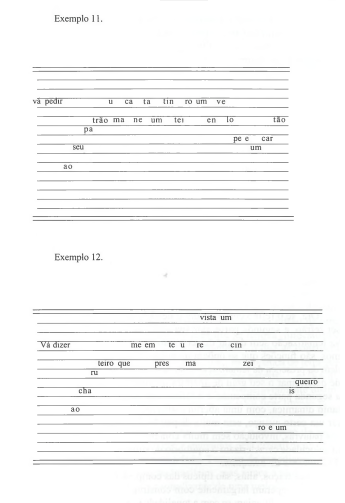 Exemplo 11.
vá pedir u ca ta tin ro um ve
trão ma ne um tei en lo tão
pa
pe e car
seu um
ao
Exemplo 12.
vista um
Vá dizer me em te u re cin
teiro que pres ma zei
ru
queiro
cha is
ao
ro e um